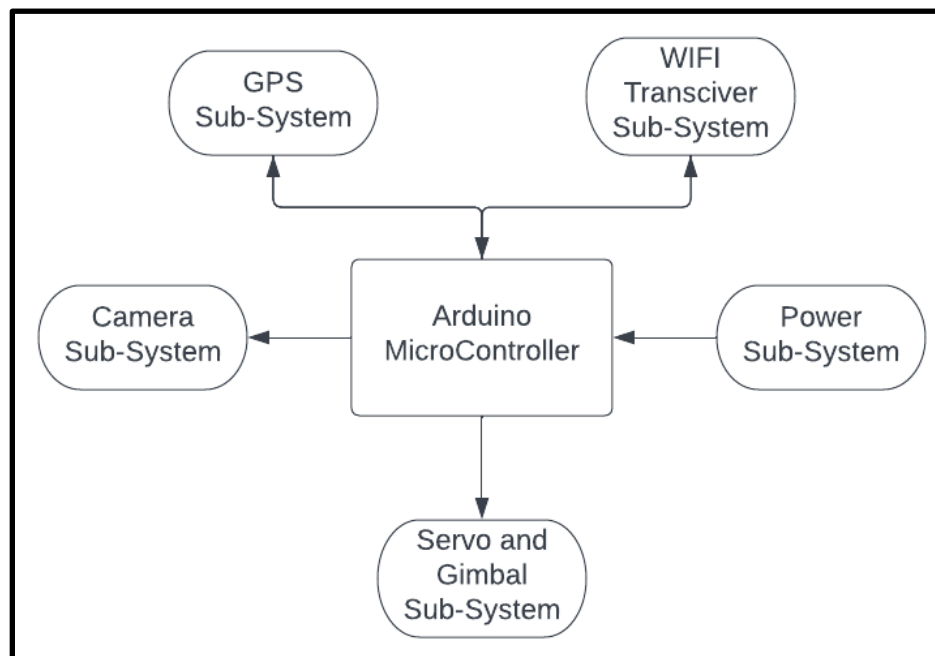 GPS
Sub-System
WIFI
Transciver
Sub-System
Camera
Sub-System
Arduino
MicroController
Power
Sub-System
Servo and
Gimbal
Sub-System